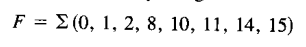 F = Σ(0, 1, 2, 8, 10, 11, 14, 15)